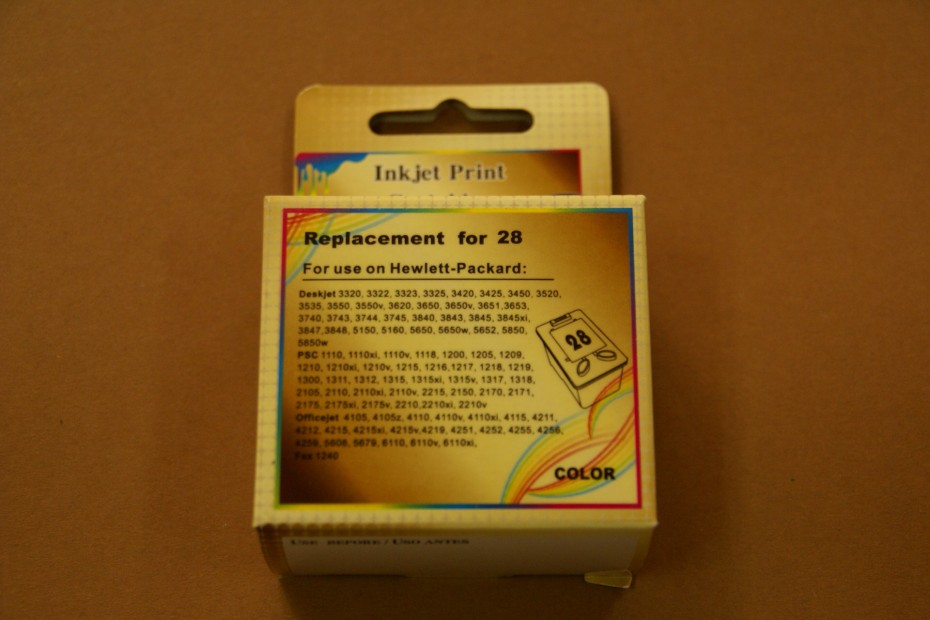 Inkjet Print
Replacement for 28
For use on Hewlett-Packard:
Deskjet 3320, 3322, 3323, 3325, 3420, 3425, 3450, 3520,
3535, 3550, 3550v, 3620, 3650, 3650v, 3651,3653,
3740, 3743, 3744, 3745, 3840, 3843, 3845, 3845xi,
3847,3848, 5150, 5160, 5650, 5650w, 5652, 5850,
5850w
PSC 1110, 1110xi, 1110v, 1118, 1200, 1205, 1209,
1210, 1210xi, 1210v, 1215, 1216,1217, 1218, 1219,
1300, 1311, 1312, 1315, 1315xi, 1315v, 1317, 1318,
2105, 2110, 2110xi, 2110v, 2215, 2150, 2170, 2171,
2175, 2175xi, 2175v, 2210,2210xi, 2210v
Officejet 4105, 4105z, 4110, 4110v, 4110xi, 4115, 4211,
4212, 4215, 4215xi, 4215v,4219, 4251, 4252, 4255, 4256,
4259, 5608, 5679, 6110, 6110v, 6110xi,
Fax 1240
28
COLOR
USE BEFORE / USO ANTES